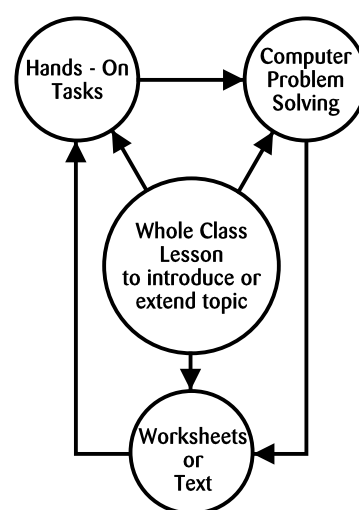 Hands - On
Tasks
Computer
Problem
Solving
Whole Class
Lesson
to introduce or
extend topic
Worksheets
or
Text